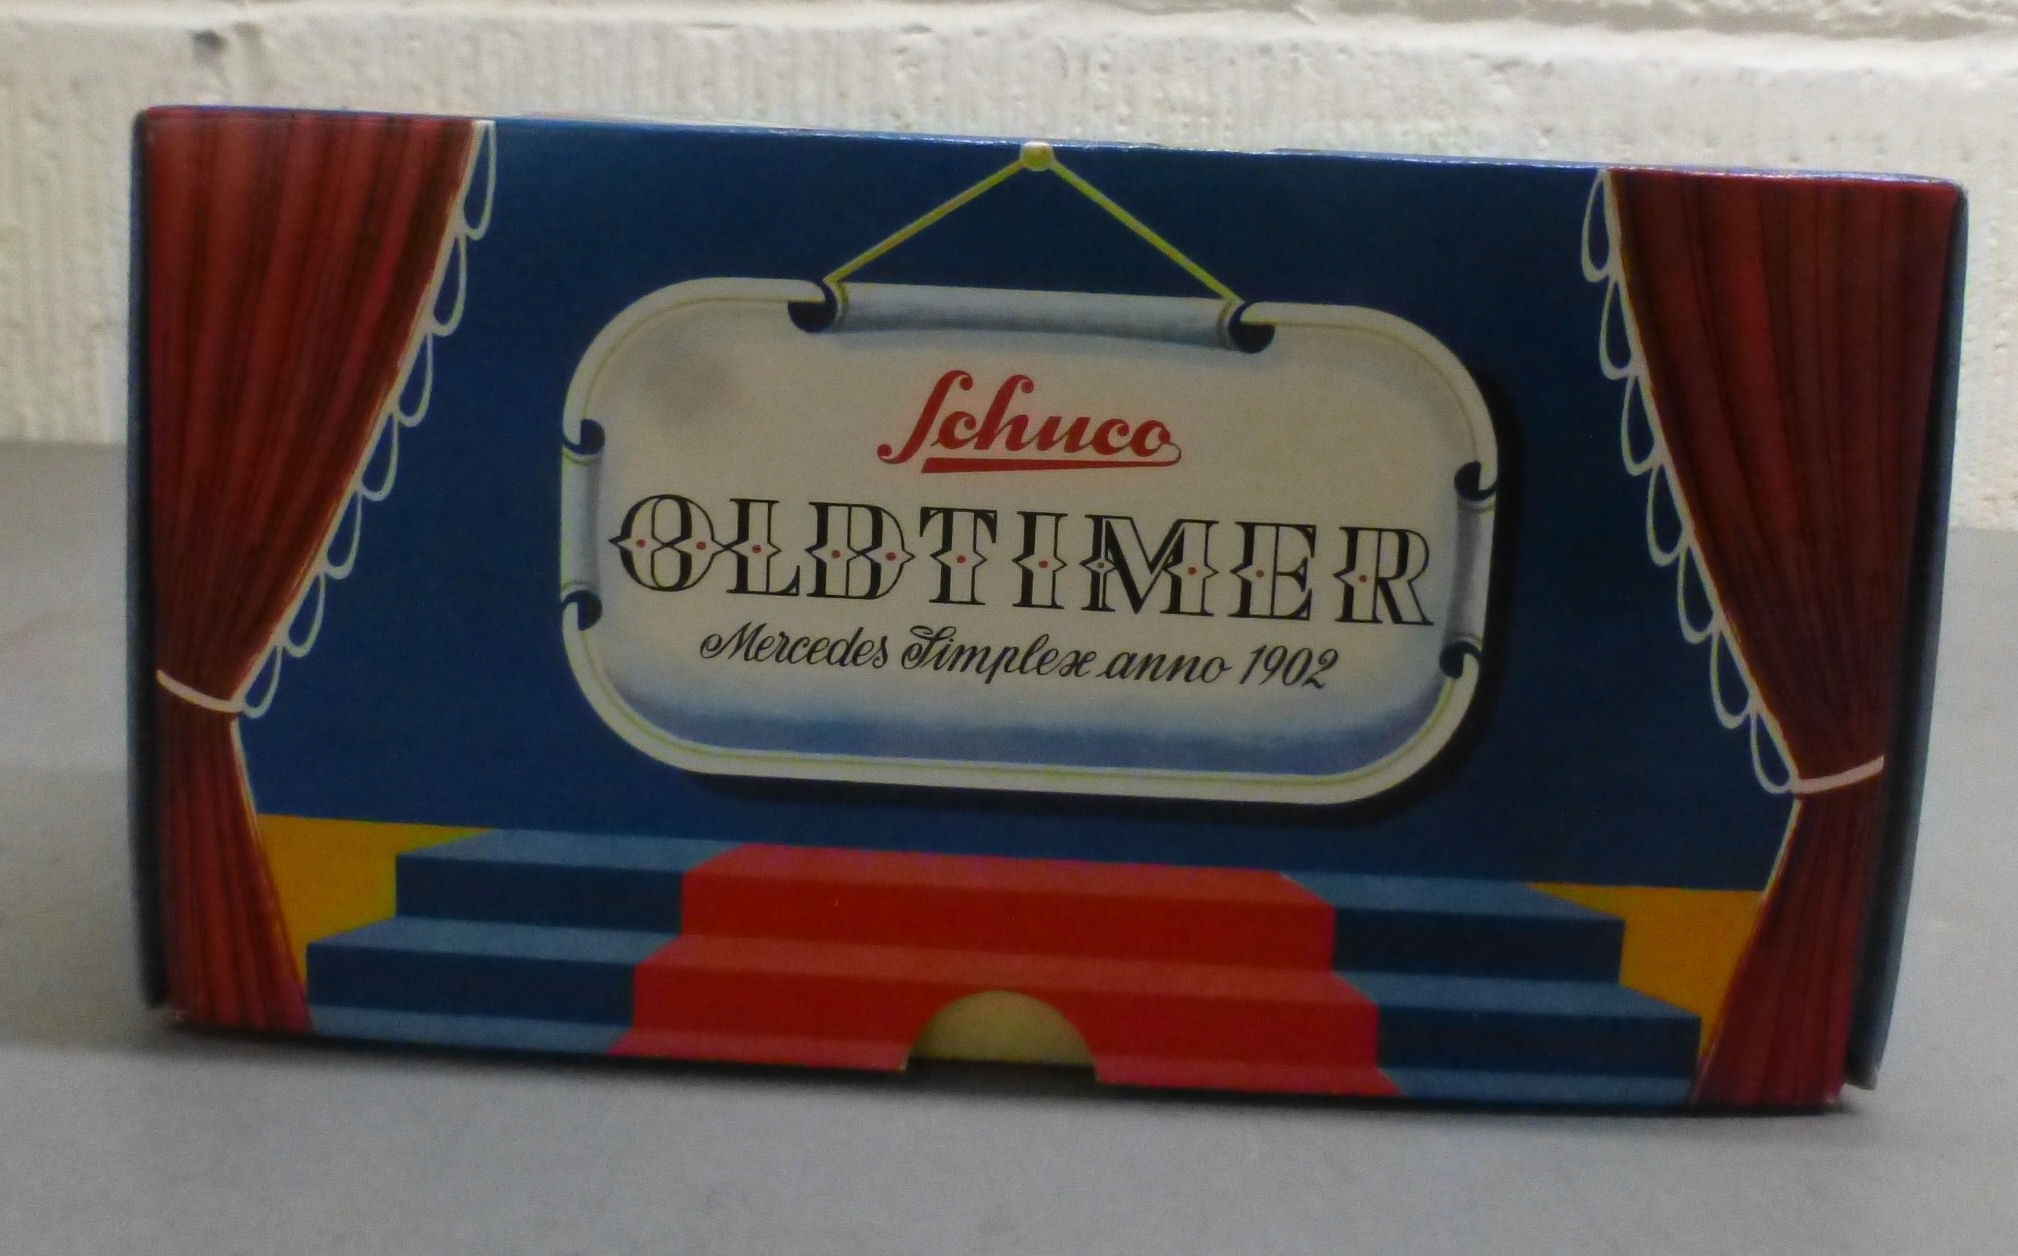 Schuco
OLDTIMER
Mercedes Simplex anno 1902